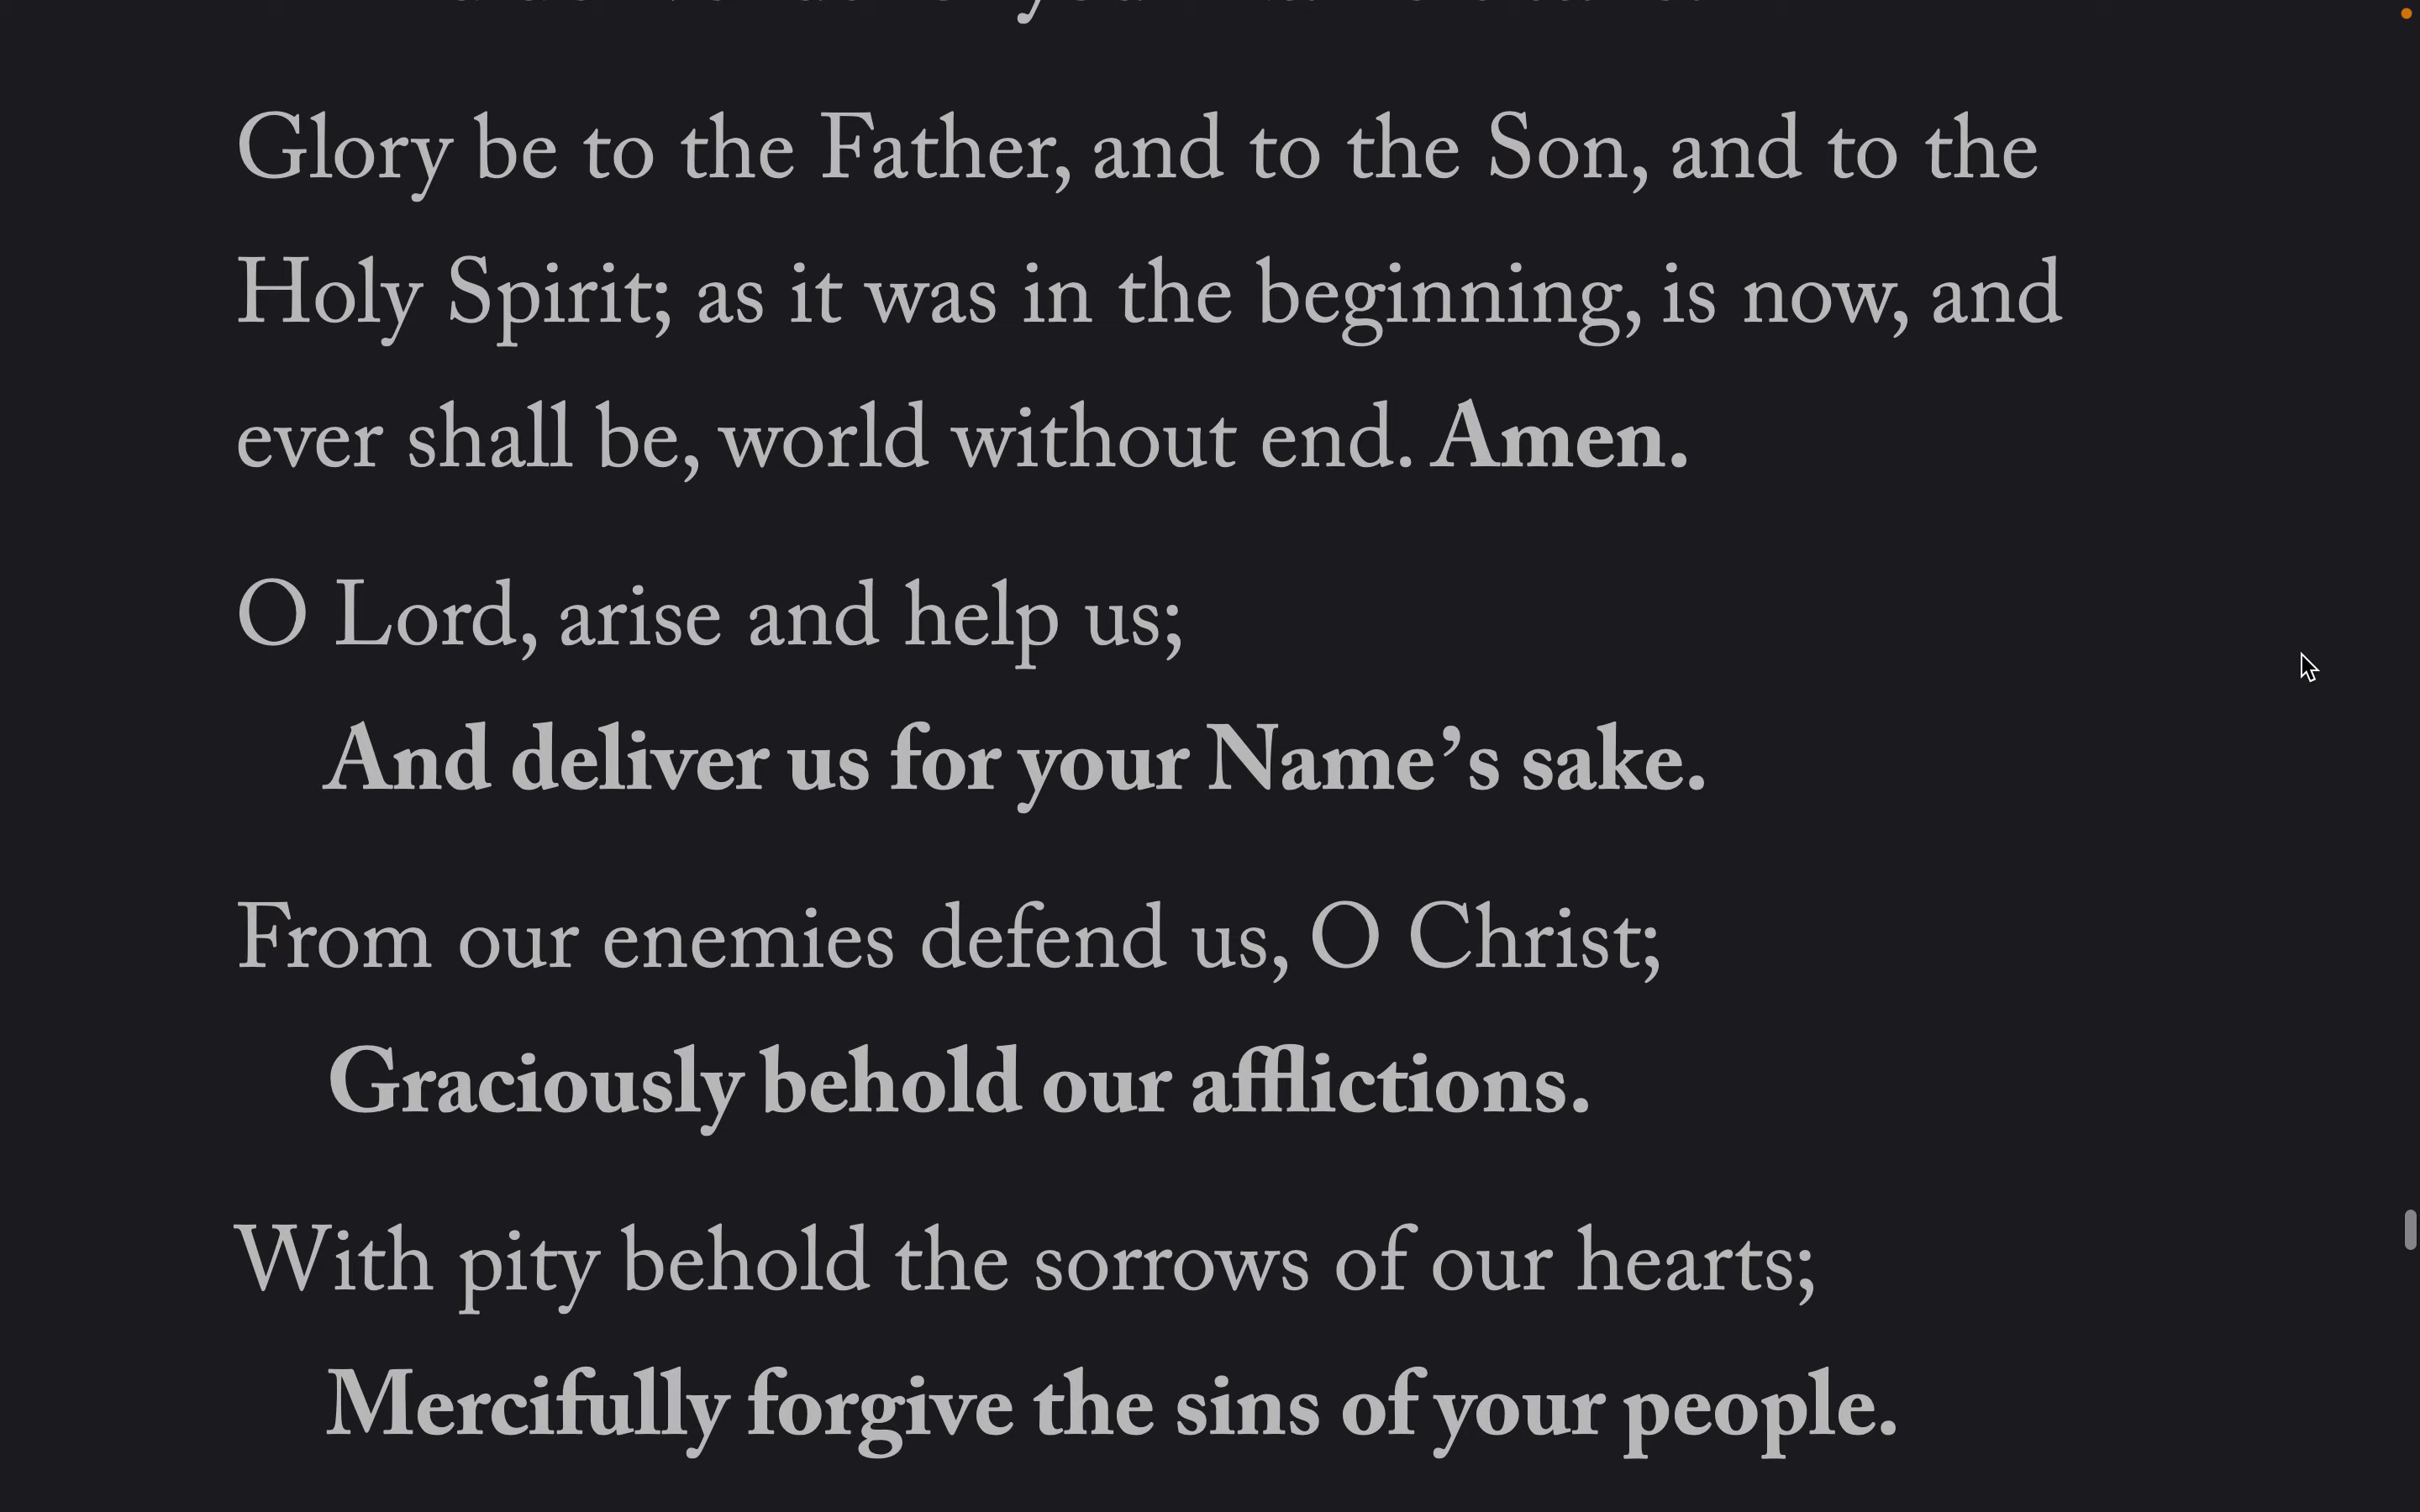 Glory be to the Father, and to the Son, and to the
Holy Spirit; as it was in the beginning, is now, and
ever shall be, world without end. Amen.
O Lord, arise and help us;
And deliver us for your Name’s sake.
From our enemies defend us, O Christ;
Graciously behold our afflictions.
With pity behold the sorrows of our hearts;
Mercifully forgive the sins of your people.